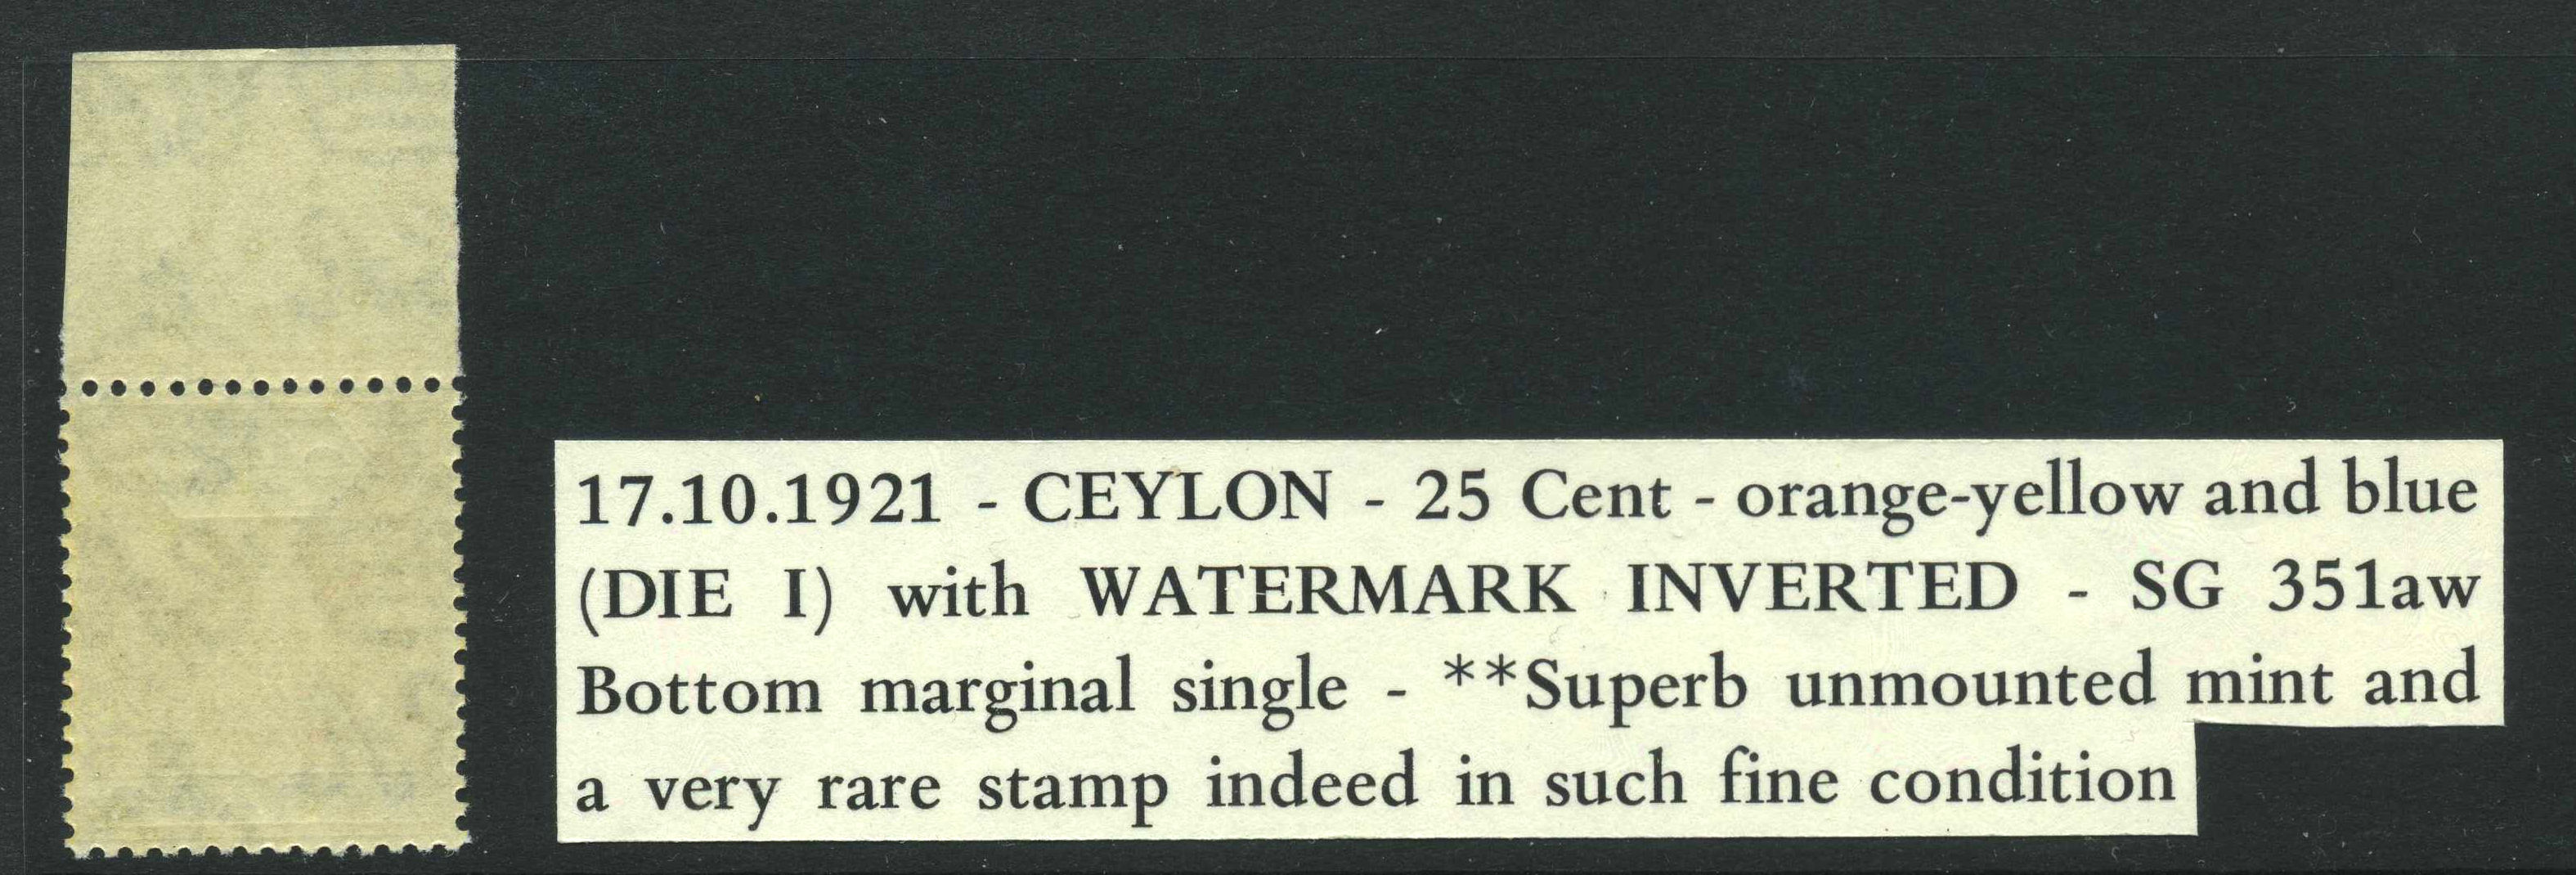 17.10.1921 - CEYLON - 25 Cent - orange-yellow and blue
(DIE I) with WATERMARK INVERTED - SG 351aw
Bottom marginal single - **Superb unmounted mint and
a very rare stamp indeed in such fine condition